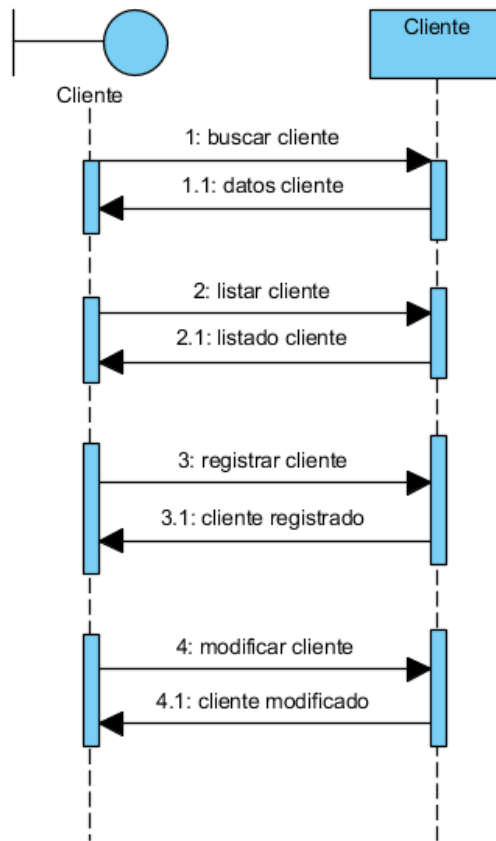 Cliente
Cliente
1: buscar cliente
1.1: datos cliente
2: listar cliente
2.1: listado cliente
3: registrar cliente
3.1: cliente registrado
4: modificar cliente
4.1: cliente modificado